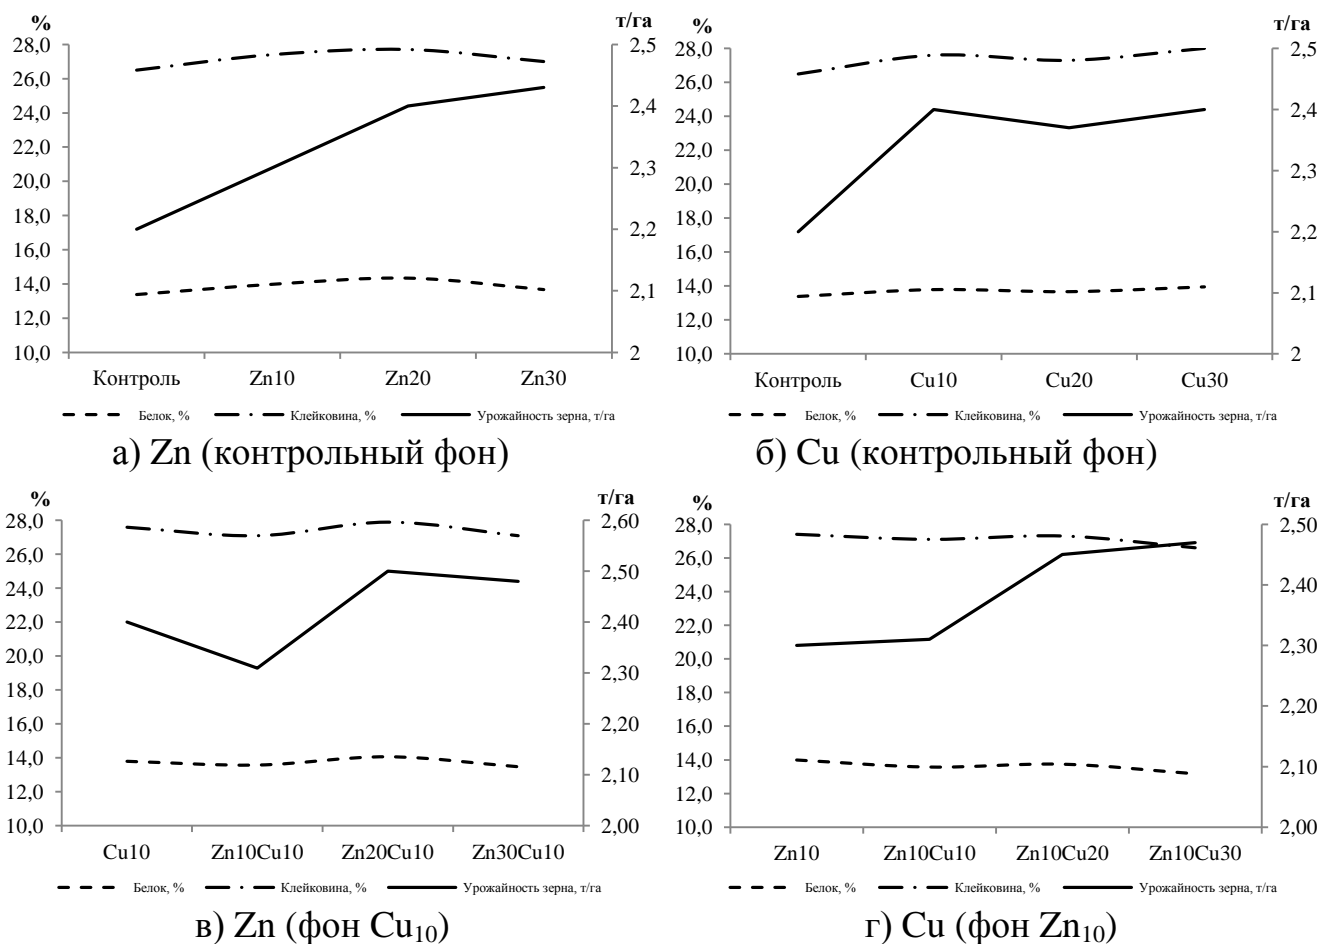 % т/га
28,0 2,5
26,0
24,0 2,4
22,0
20,0 2,3
18,0
16,0 2,2
14,0
12,0 2,1
10,0 2
Контроль Zn10 Zn20 Zn30
Белок, % Клейковина, % Урожайность зерна, т/га
а) Zn (контрольный фон)
% т/га
28,0 2,5
26,0
24,0 2,4
22,0
20,0 2,3
18,0
16,0 2,2
14,0
12,0 2,1
10,0 2
Контроль Cu10 Cu20 Cu30
Белок, % Клейковина, % Урожайность зерна, т/га
б) Cu (контрольный фон)
% т/га
28,0 2,60
26,0
24,0 2,50
22,0 2,40
20,0
18,0 2,30
16,0 2,20
14,0
12,0 2,10
10,0 2,00
Cu10 Zn10Cu10 Zn20Cu10 Zn30Cu10
Белок, % Клейковина, % Урожайность зерна, т/га
в) Zn (фон Cu10)
% т/га
28,0 2,50
26,0
24,0 2,40
22,0
20,0 2,30
18,0
16,0 2,20
14,0
12,0 2,10
10,0 2,00
Zn10 Zn10Cu10 Zn10Cu20 Zn10Cu30
Белок, % Клейковина, % Урожайность зерна, т/га
г) Cu (фон Zn10)